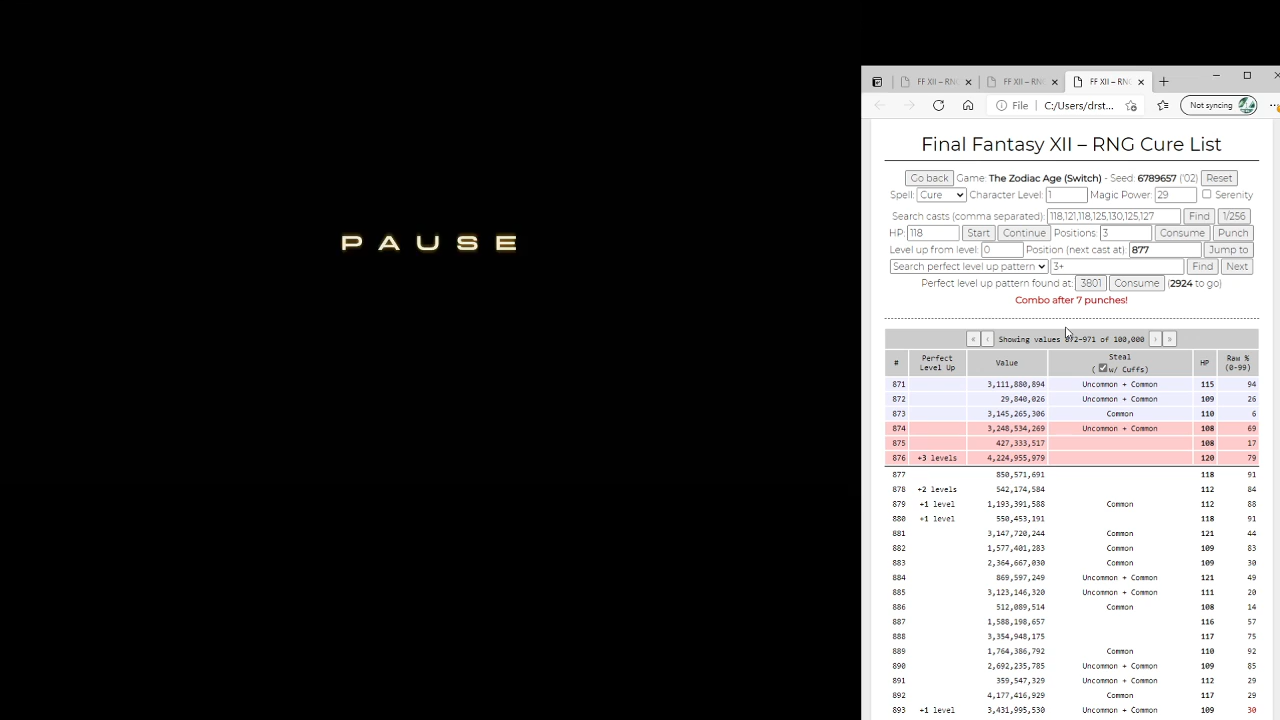 PAUSE
FF XII – RNG
FF XII – RNG
FF XII – RNG
File C:/Users/drst... Not syncing
Final Fantasy XII – RNG Cure List
Go back Game: The Zodiac Age (Switch) - Seed: 6789657 ('02) Reset
Spell: Cure Character Level: 1 Magic Power: 29 Serenity
Search casts (comma separated): 118,121,118,125,130,125,127 Find 1/256
HP: 118 Start Continue Positions: 3 Consume Punch
Level up from level: 0 Position (next cast at): 877 Jump to
Search perfect level up pattern 3+ Find Next
Perfect level up pattern found at: 3801 Consume (2924 to go)
Combo after 7 punches!
« ‹ Showing values 872-971 of 100,000 › »
# Perfect Level Up Value Steal ( w/ Cuffs) HP Raw % (0-99)
871 3,111,880,894 Uncommon + Common 115 94
872 29,840,026 Uncommon + Common 109 26
873 3,145,265,306 Common 110 6
874 3,248,534,269 Uncommon + Common 108 69
875 427,333,517 108 17
876 +3 levels 4,224,955,979 120 79
877 850,571,691 118 91
878 +2 levels 542,174,584 112 84
879 +1 level 1,193,391,588 Common 112 88
880 +1 level 550,453,191 118 91
881 3,147,720,244 Common 121 44
882 1,577,401,283 Common 109 83
883 2,364,667,030 Common 109 30
884 869,597,249 Uncommon + Common 121 49
885 3,123,146,320 Uncommon + Common 111 20
886 512,089,514 Common 108 14
887 1,588,198,657 116 57
888 3,354,948,175 117 75
889 1,764,386,792 Common 110 92
890 2,692,235,785 Uncommon + Common 109 85
891 359,547,329 Uncommon + Common 112 29
892 4,177,416,929 Common 117 29
893 +1 level 3,431,995,530 Uncommon + Common 109 30